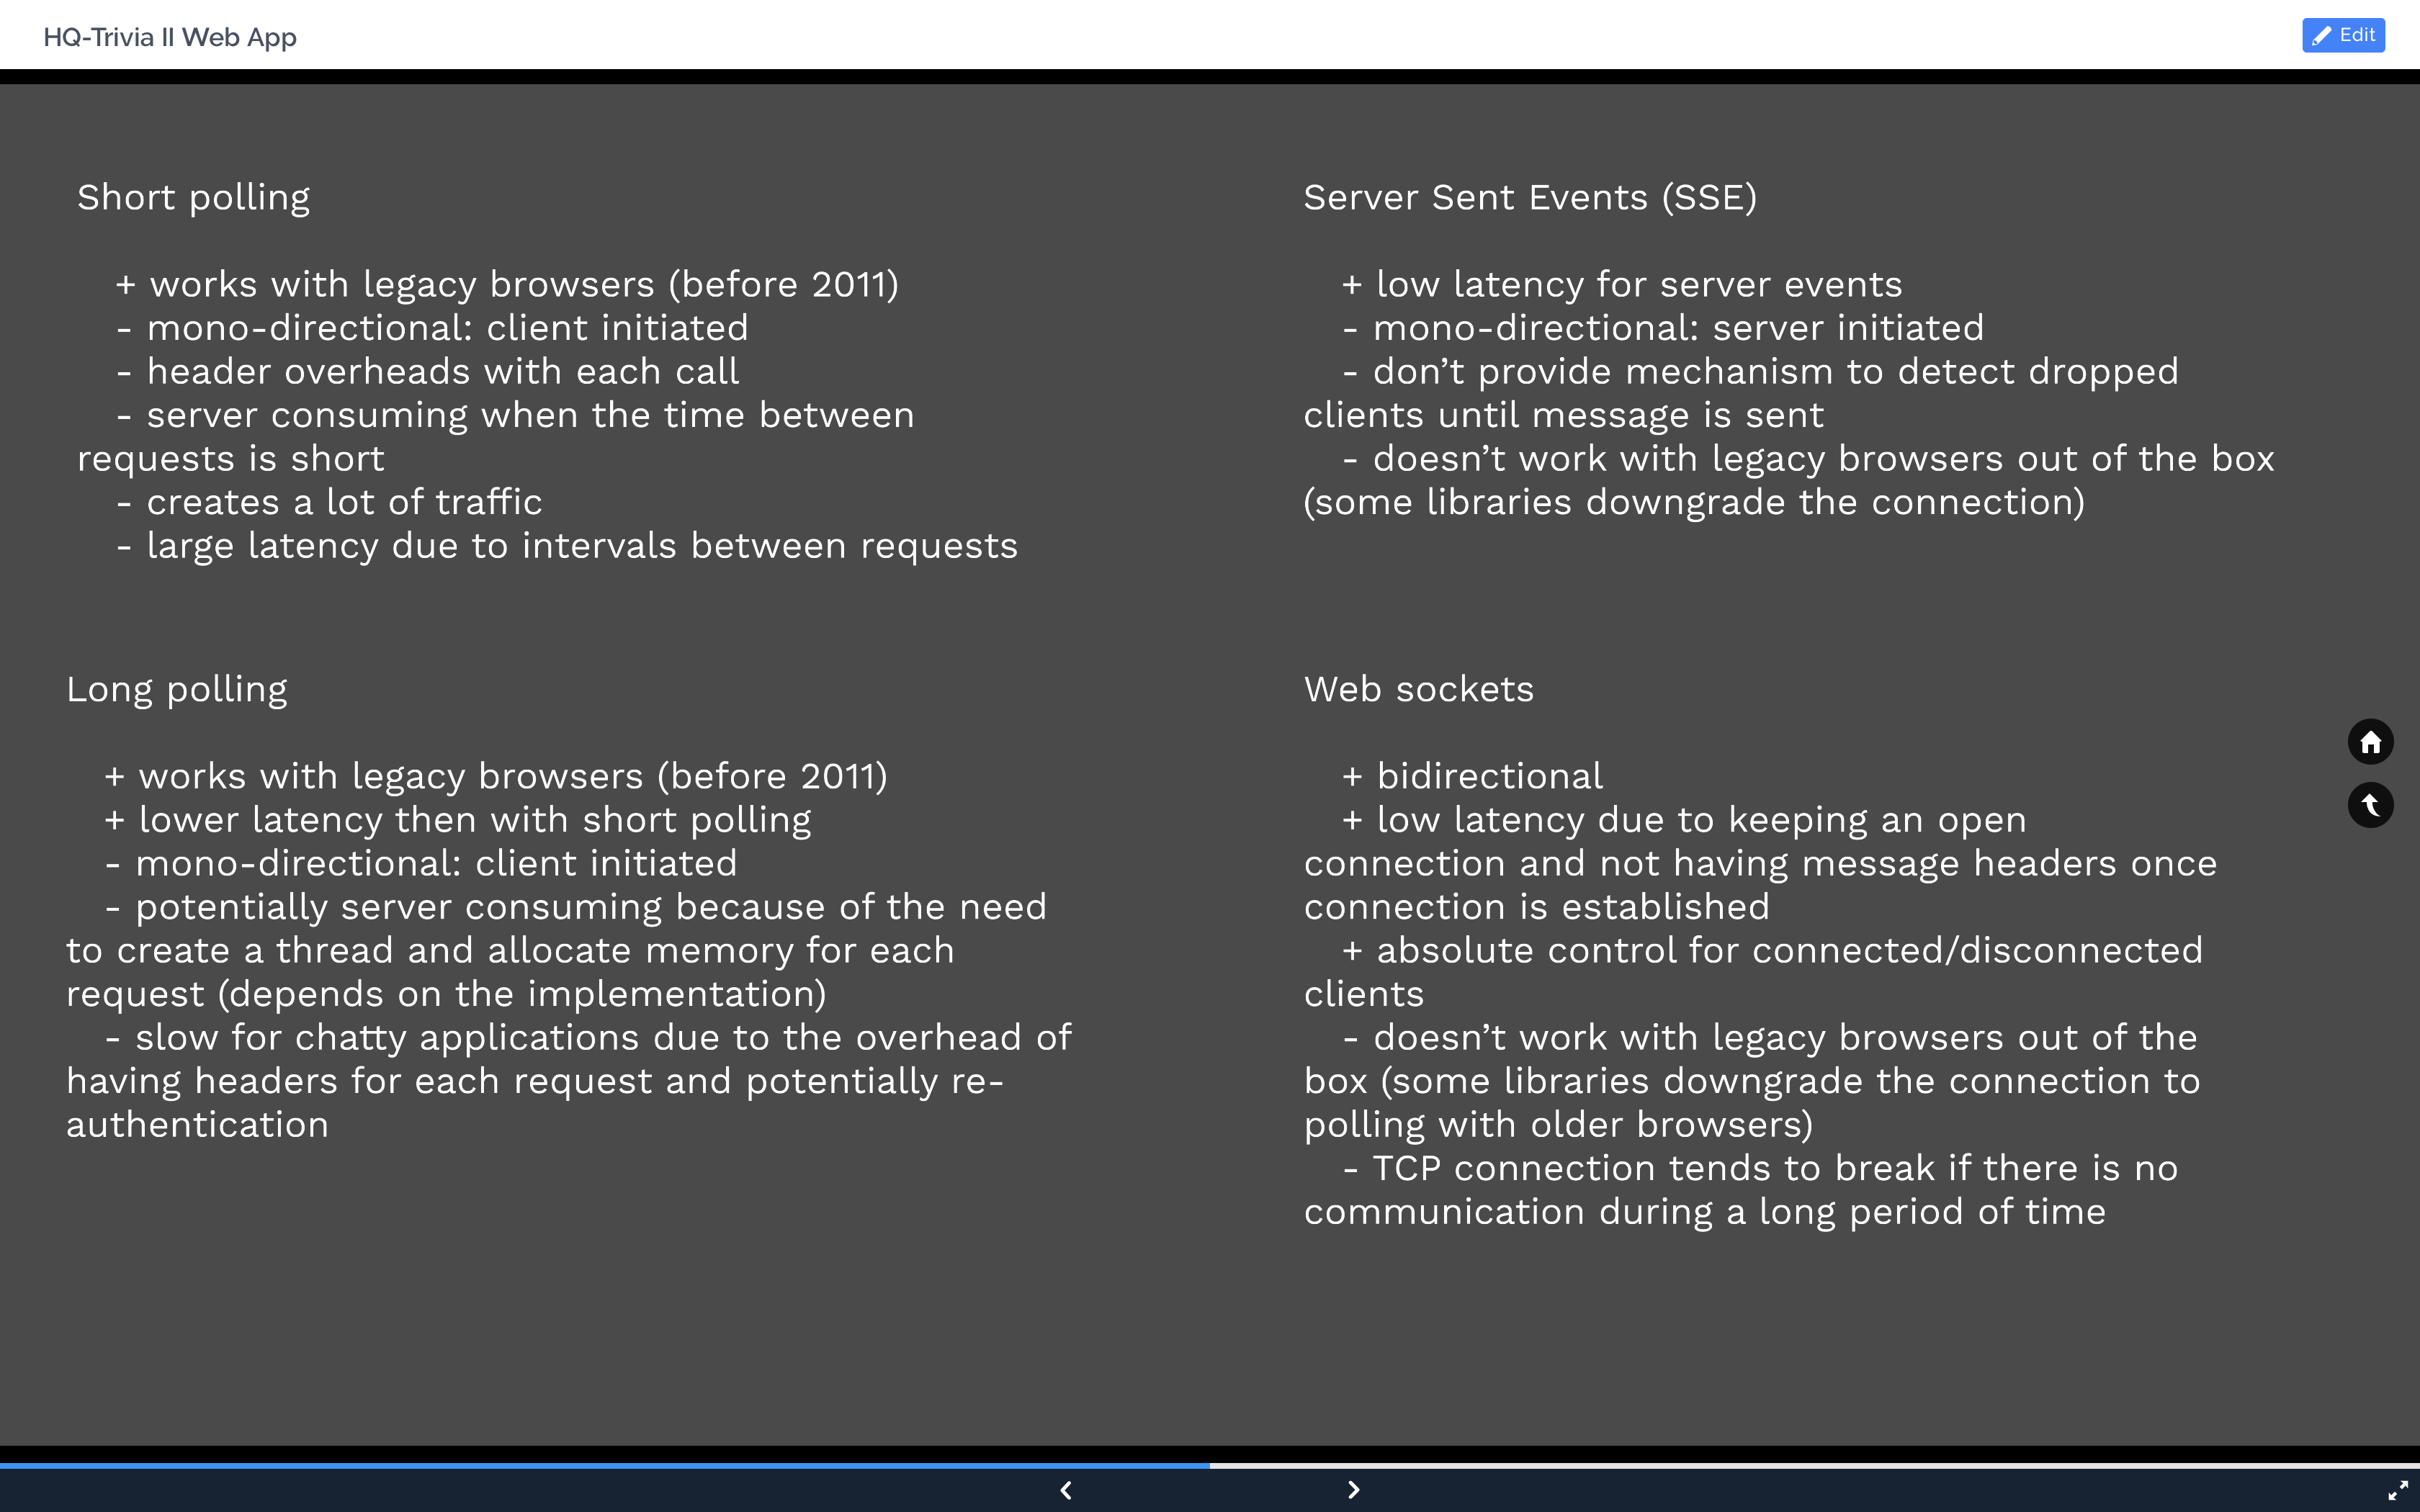 HQ-Trivia II Web App
Edit
Short polling
+ works with legacy browsers (before 2011)
- mono-directional: client initiated
- header overheads with each call
- server consuming when the time between
requests is short
- creates a lot of traffic
- large latency due to intervals between requests
Server Sent Events (SSE)
+ low latency for server events
- mono-directional: server initiated
- don’t provide mechanism to detect dropped
clients until message is sent
- doesn’t work with legacy browsers out of the box
(some libraries downgrade the connection)
Long polling
+ works with legacy browsers (before 2011)
+ lower latency then with short polling
- mono-directional: client initiated
- potentially server consuming because of the need
to create a thread and allocate memory for each
request (depends on the implementation)
- slow for chatty applications due to the overhead of
having headers for each request and potentially re-
authentication
Web sockets
+ bidirectional
+ low latency due to keeping an open
connection and not having message headers once
connection is established
+ absolute control for connected/disconnected
clients
- doesn’t work with legacy browsers out of the
box (some libraries downgrade the connection to
polling with older browsers)
- TCP connection tends to break if there is no
communication during a long period of time